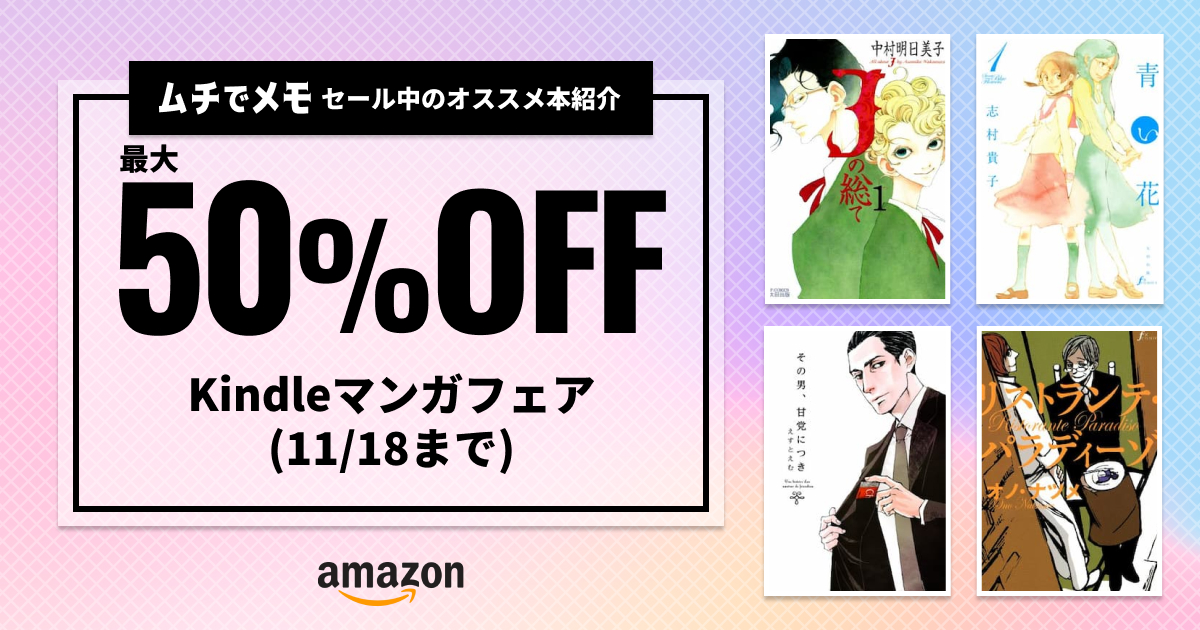 ムチでメモ セール中のオススメ本紹介
最大
50%OFF
Kindleマンガフェア
(11/18まで)
amazon
中村明日美子
Jの総て
1
1
青い花
志村貴子
その男、甘党につき
えすとえむ
リストランテ・
Ristorante Paradiso
パラディーゾ
オノ・ナツメ